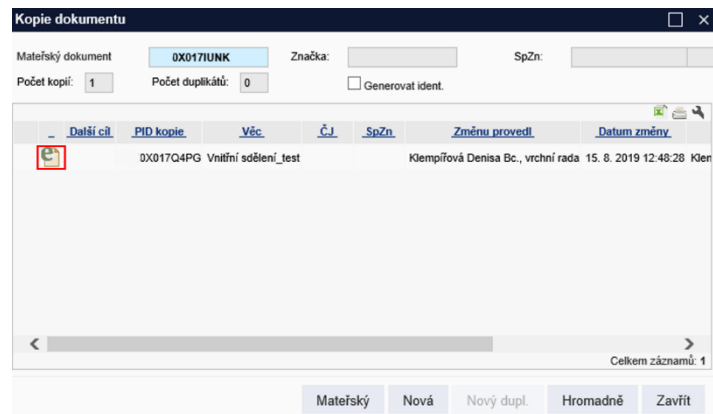 Kopie dokumentu
Mateřský dokument 0X017IUNK Značka: SpZn:
Počet kopií: 1 Počet duplikátů: 0 Generovat ident.
Další cíl PID kopie Věc ČJ SpZn Změnu provedl Datum změny
e 0X017Q4PG Vnitřní sdělení_test Klempířová Denisa Bc., vrchní rada 15. 8. 2019 12:48:28 Klem
Celkem záznamů: 1
Mateřský Nová Nový dupl. Hromadně Zavřít